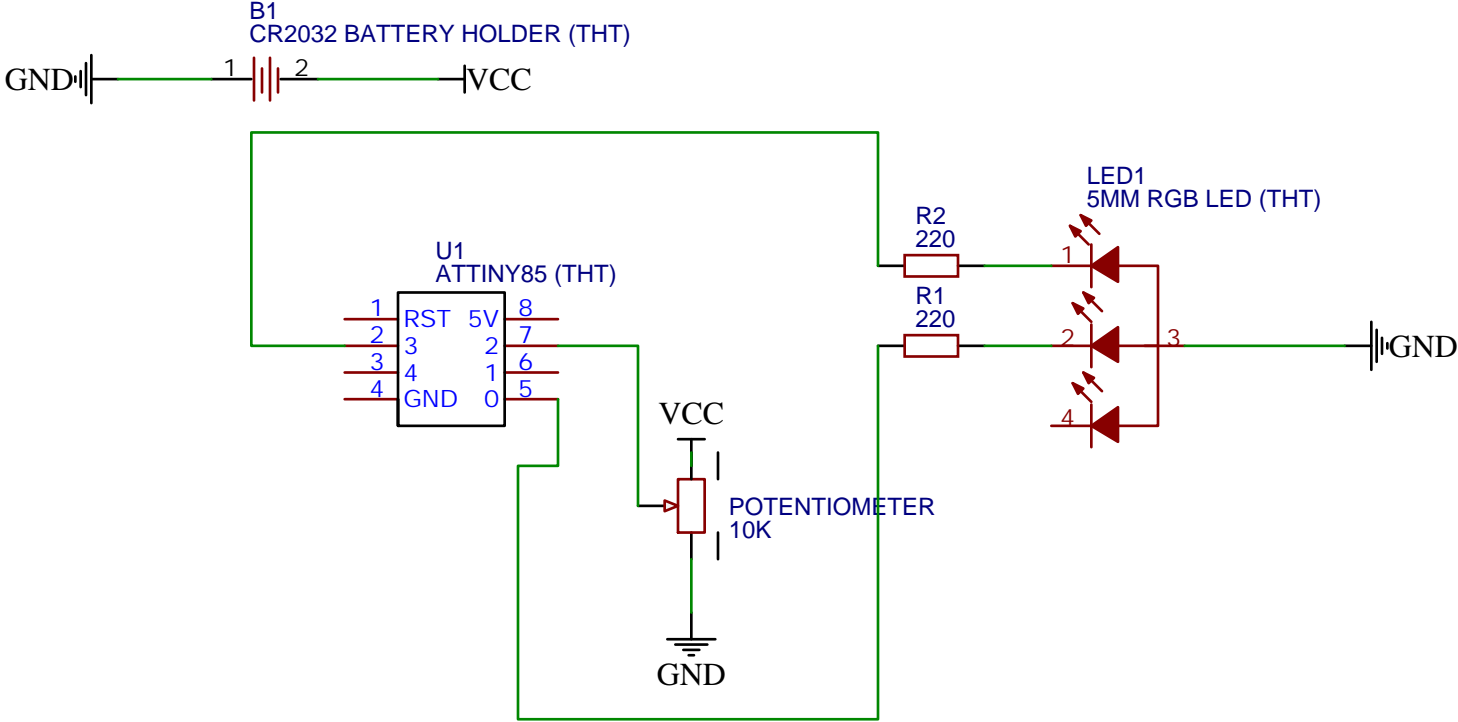 B1
CR2032 BATTERY HOLDER (THT)
GND
1
2
VCC
LED1
5MM RGB LED (THT)
R2
220
1
U1
ATTINY85 (THT)
R1
220
1 RST 5V 8
2 3 2 7
3 4 1 6
4 GND 0 5
2
3
GND
4
VCC
POTENTIOMETER
10K
GND